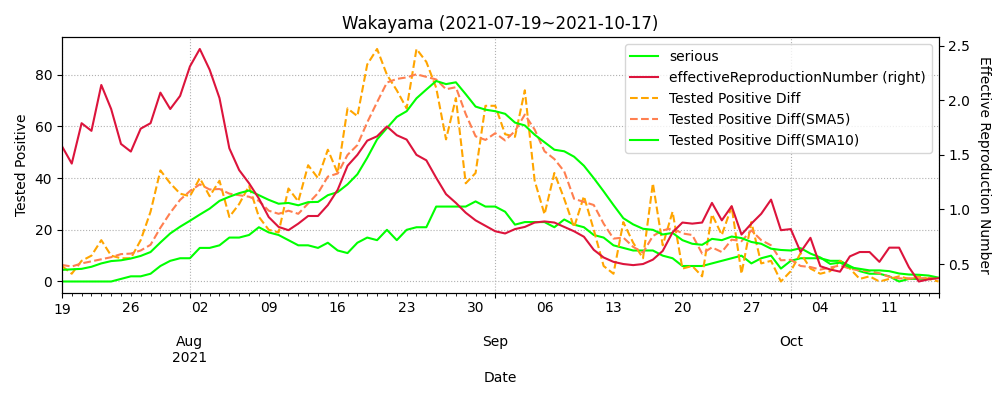 Wakayama (2021-07-19~2021-10-17)
serious
effectiveReproductionNumber (right)
Tested Positive Diff
Tested Positive Diff(SMA5)
Tested Positive Diff(SMA10)
Tested Positive
80
60
40
20
0
2.5
2.0
1.5
1.0
0.5
Effective Reproduction Number
19 26 02 09 16 23 30 06 13 20 27 04 11
Aug Sep Oct
2021
Date